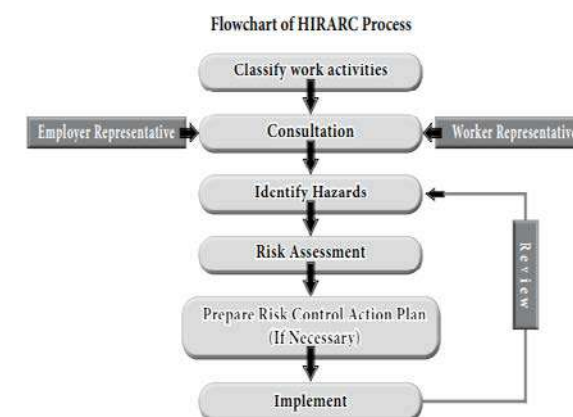 Flowchart of HIRARC Process
Classify work activities
Employer Representative
Consultation
Worker Representative
Identify Hazards
Risk Assessment
Review
Prepare Risk Control Action Plan
(If Necessary)
Implement